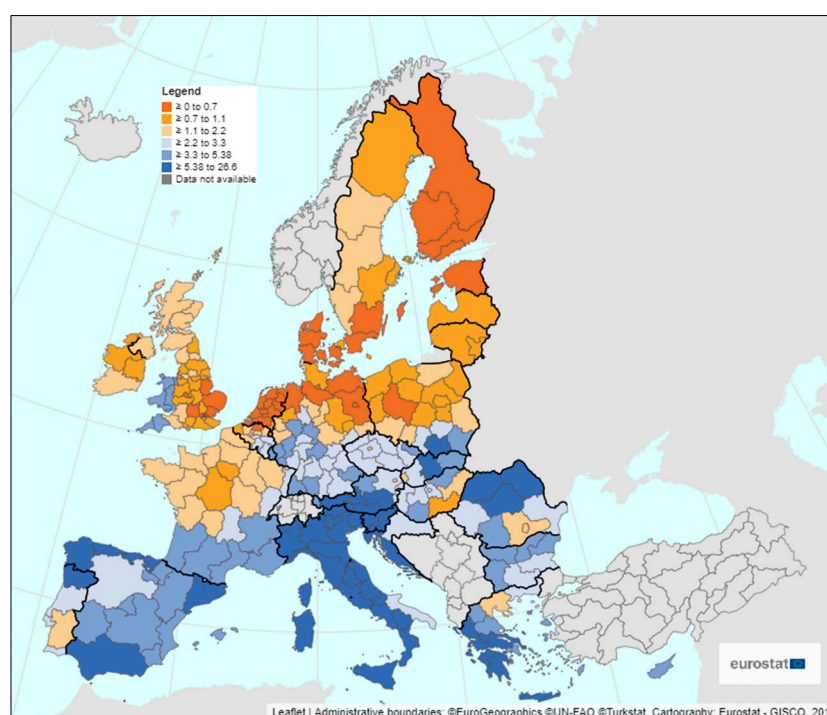 Legend
≥ 0 to 0.7
≥ 0.7 to 1.1
≥ 1.1 to 2.2
≥ 2.2 to 3.3
≥ 3.3 to 5.38
≥ 5.38 to 26.6
Data not available
eurostat
Leaflet | Administrative boundaries: ©EuroGeographics ©UN-FAO ©Turkstat, Cartography: Eurostat - GISCO, 201